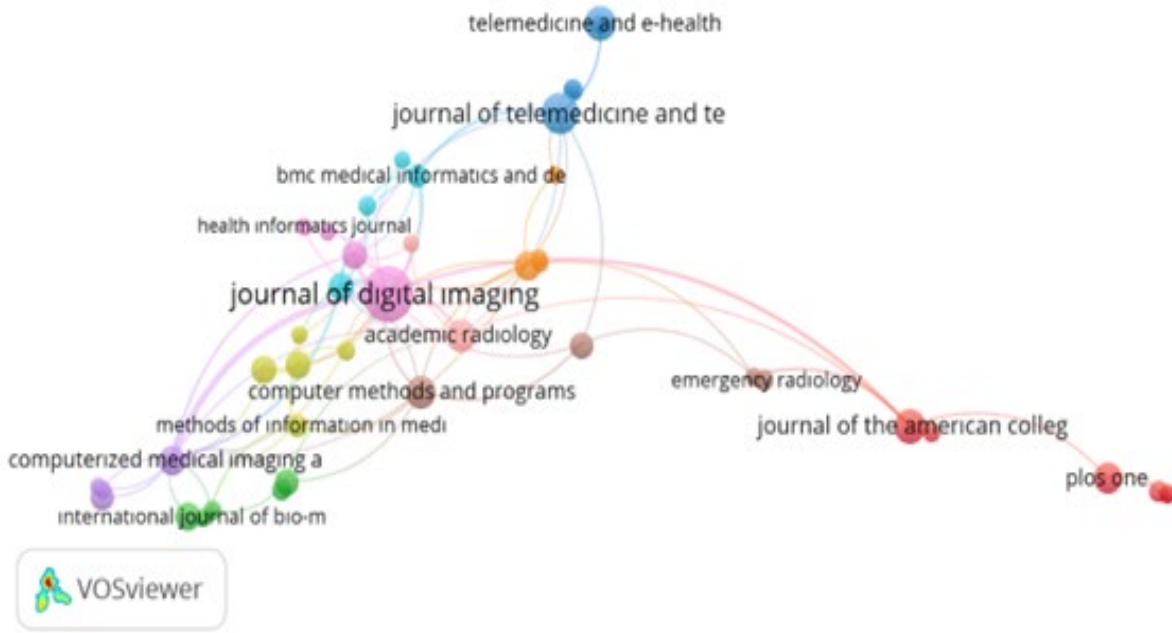 telemedicine and e-health
journal of telemedicine and te
bmc medical informatics and de
health informatics journal
journal of digital imaging
academic radiology
emergency radiology
computer methods and programs
methods of information in medi
journal of the american colleg
computerized medical imaging a
plos one
international journal of bio-m
VOSviewer